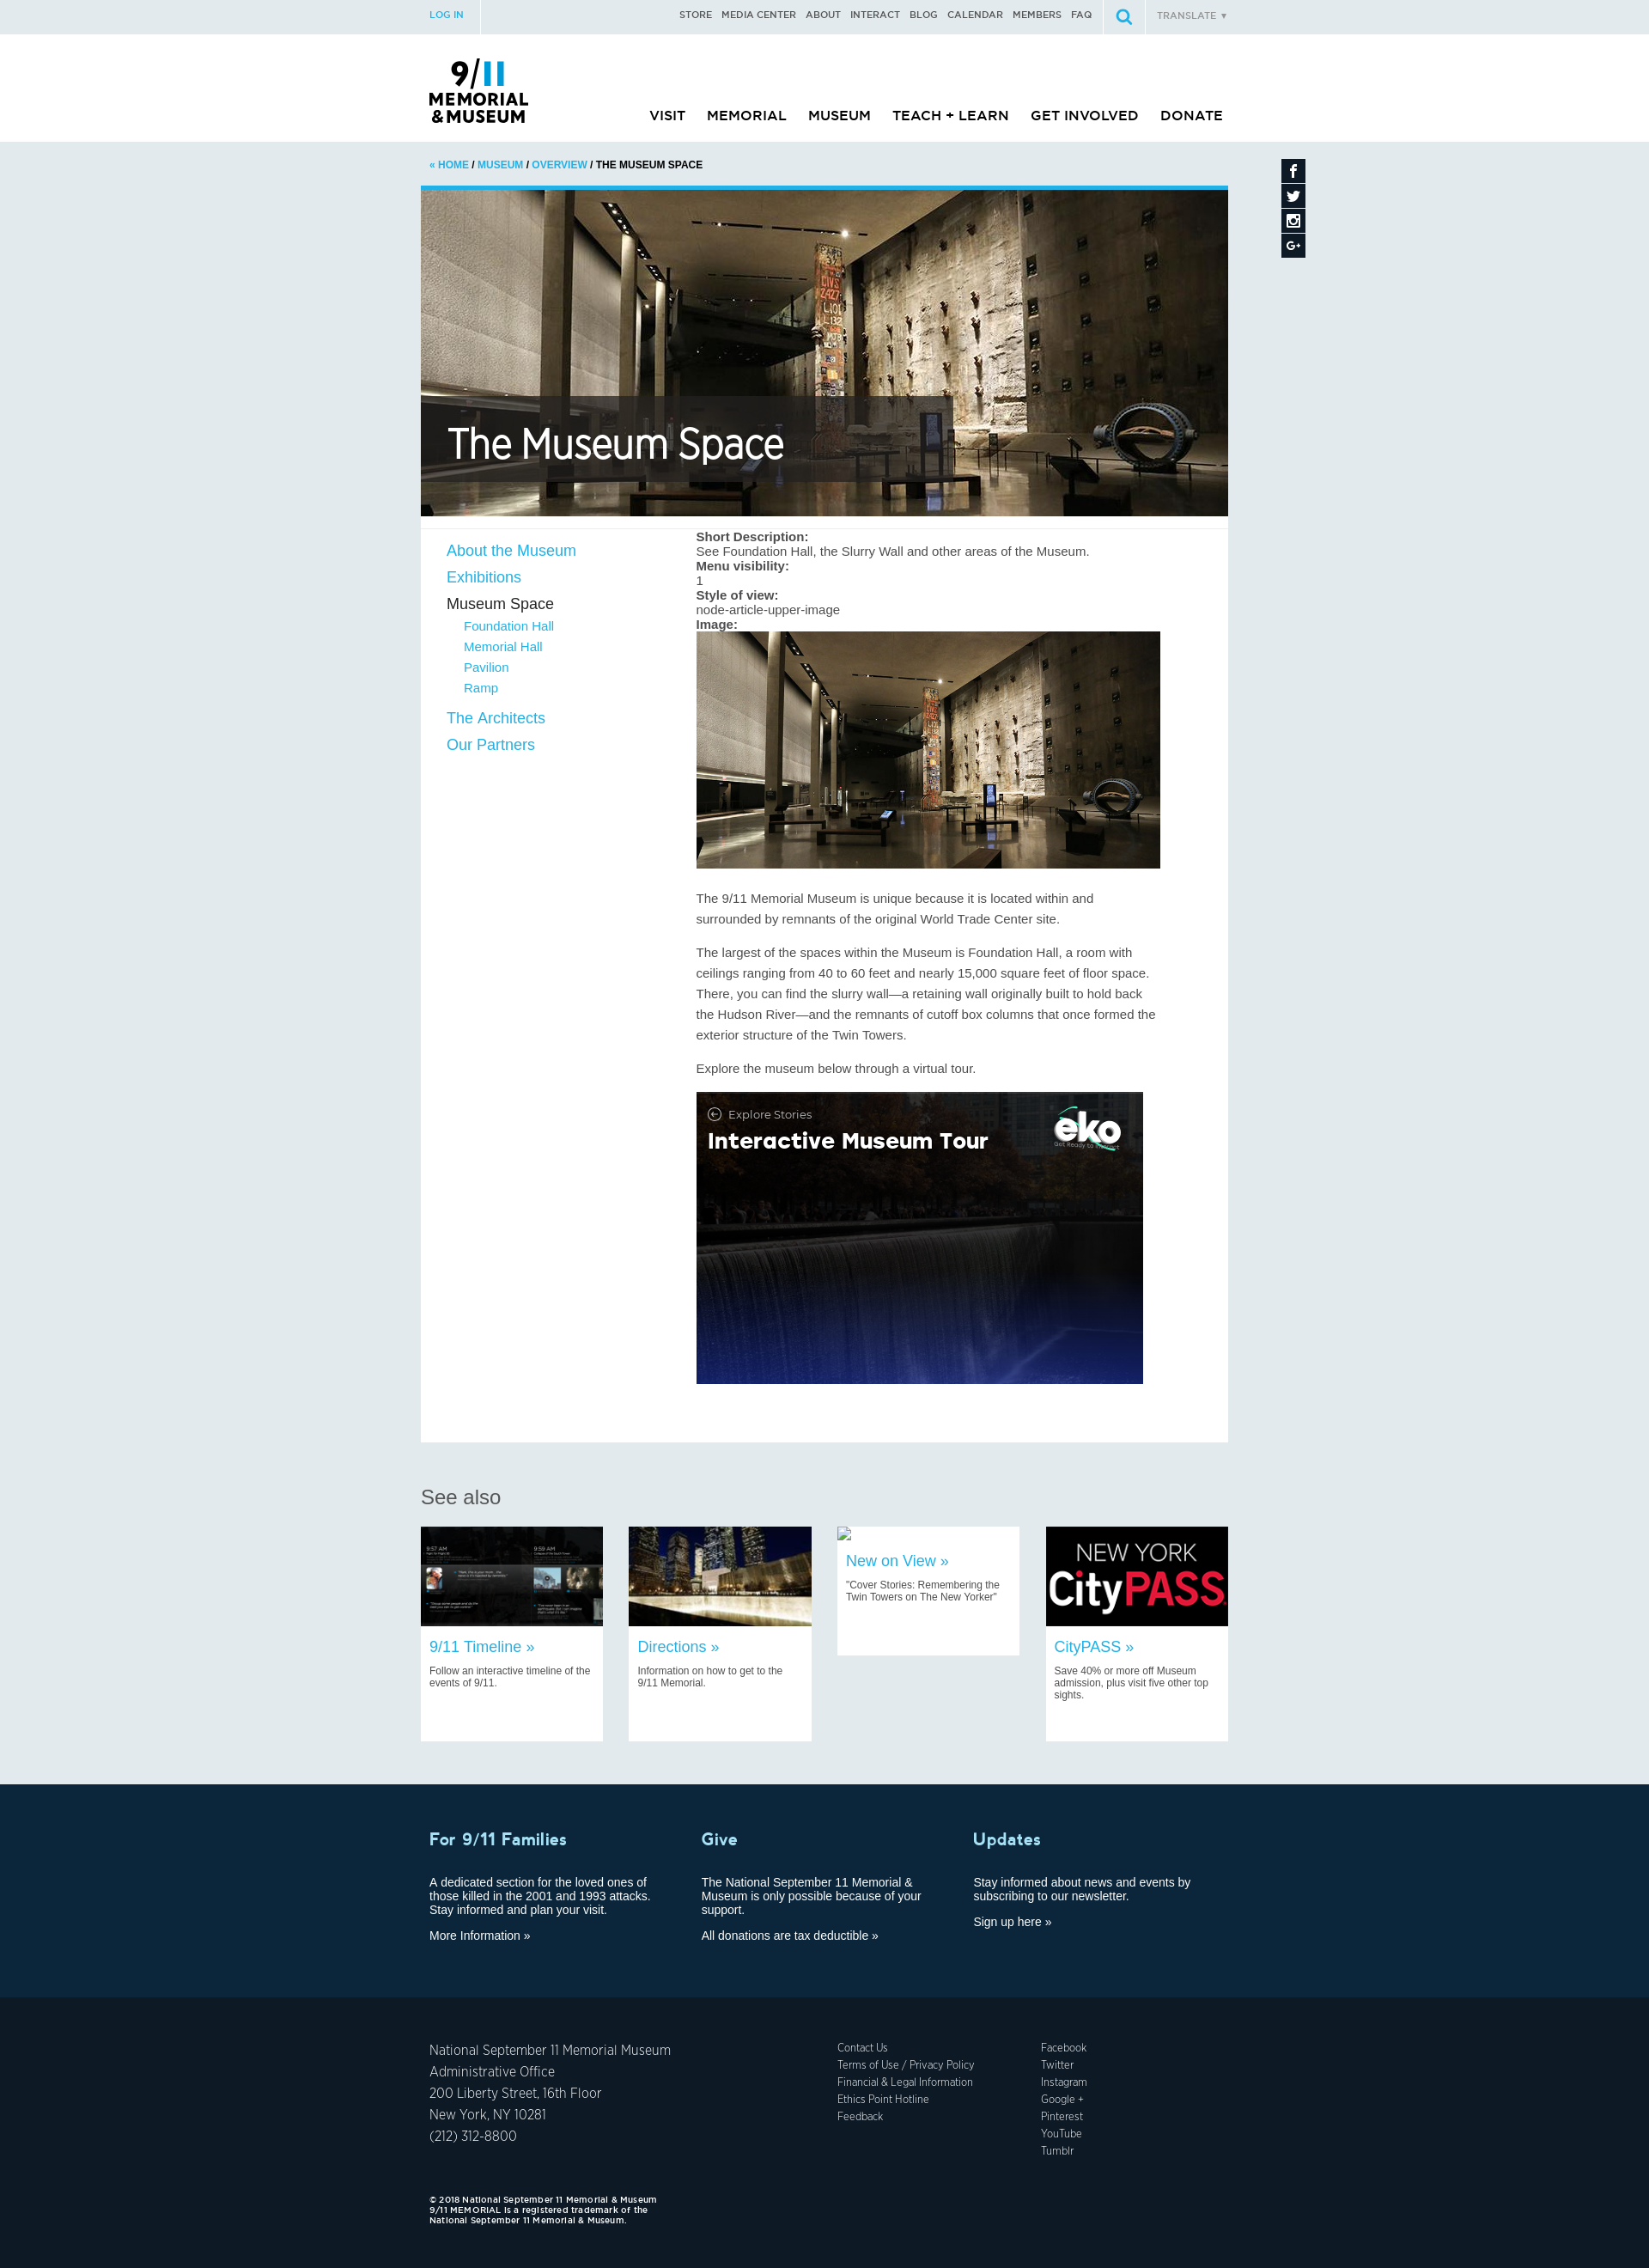 LOG IN
STORE MEDIA CENTER ABOUT INTERACT BLOG CALENDAR MEMBERS FAQ
TRANSLATE ▼
9/11
MEMORIAL
& MUSEUM
VISIT MEMORIAL MUSEUM TEACH + LEARN GET INVOLVED DONATE
« HOME / MUSEUM / OVERVIEW / THE MUSEUM SPACE
The Museum Space
About the Museum
Exhibitions
Museum Space
Foundation Hall
Memorial Hall
Pavilion
Ramp
The Architects
Our Partners
Short Description:
See Foundation Hall, the Slurry Wall and other areas of the Museum.
Menu visibility:
1
Style of view:
node-article-upper-image
Image:
The 9/11 Memorial Museum is unique because it is located within and
surrounded by remnants of the original World Trade Center site.
The largest of the spaces within the Museum is Foundation Hall, a room with
ceilings ranging from 40 to 60 feet and nearly 15,000 square feet of floor space.
There, you can find the slurry wall—a retaining wall originally built to hold back
the Hudson River—and the remnants of cutoff box columns that once formed the
exterior structure of the Twin Towers.
Explore the museum below through a virtual tour.
Explore Stories
Interactive Museum Tour
eko
See also
9:57 AM
9:59 AM
NEW YORK
CityPASS
9/11 Timeline »
Follow an interactive timeline of the
events of 9/11.
Directions »
Information on how to get to the
9/11 Memorial.
New on View »
"Cover Stories: Remembering the
Twin Towers on The New Yorker"
CityPASS »
Save 40% or more off Museum
admission, plus visit five other top
sights.
For 9/11 Families
A dedicated section for the loved ones of
those killed in the 2001 and 1993 attacks.
Stay informed and plan your visit.
More Information »
Give
The National September 11 Memorial &
Museum is only possible because of your
support.
All donations are tax deductible »
Updates
Stay informed about news and events by
subscribing to our newsletter.
Sign up here »
National September 11 Memorial Museum
Administrative Office
200 Liberty Street, 16th Floor
New York, NY 10281
(212) 312-8800
Contact Us
Terms of Use / Privacy Policy
Financial & Legal Information
Ethics Point Hotline
Feedback
Facebook
Twitter
Instagram
Google +
Pinterest
YouTube
Tumblr
© 2018 National September 11 Memorial & Museum
9/11 MEMORIAL is a registered trademark of the
National September 11 Memorial & Museum.